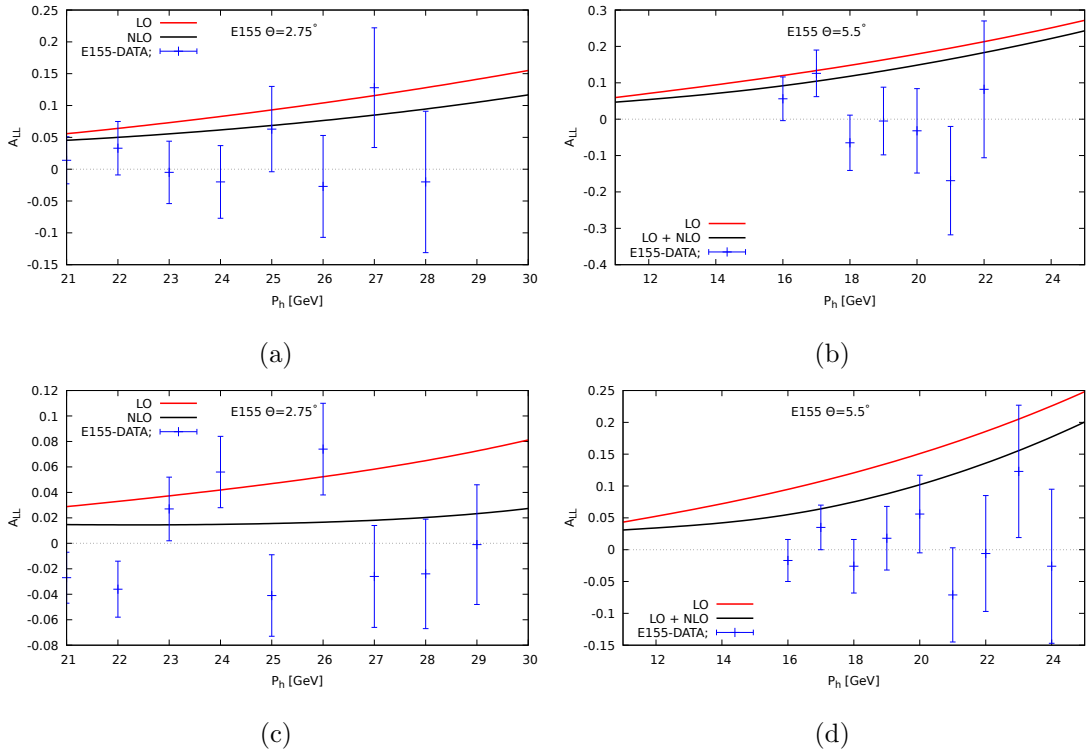 0.25
0.2
0.15
0.1
0.05
0
-0.05
-0.1
-0.15
21 22 23 24 25 26 27 28 29 30
A_LL
P_h [GeV]
LO
NLO
E155-DATA;
E155 Θ=2.75°
(a)
0.3
0.2
0.1
0
-0.1
-0.2
-0.3
-0.4
12 14 16 18 20 22 24
A_LL
P_h [GeV]
E155 Θ=5.5°
LO
LO + NLO
E155-DATA;
(b)
0.12
0.1
0.08
0.06
0.04
0.02
0
-0.02
-0.04
-0.06
-0.08
21 22 23 24 25 26 27 28 29 30
A_LL
P_h [GeV]
LO
NLO
E155-DATA;
E155 Θ=2.75°
(c)
0.25
0.2
0.15
0.1
0.05
0
-0.05
-0.1
-0.15
12 14 16 18 20 22 24
A_LL
P_h [GeV]
E155 Θ=5.5°
LO
LO + NLO
E155-DATA;
(d)